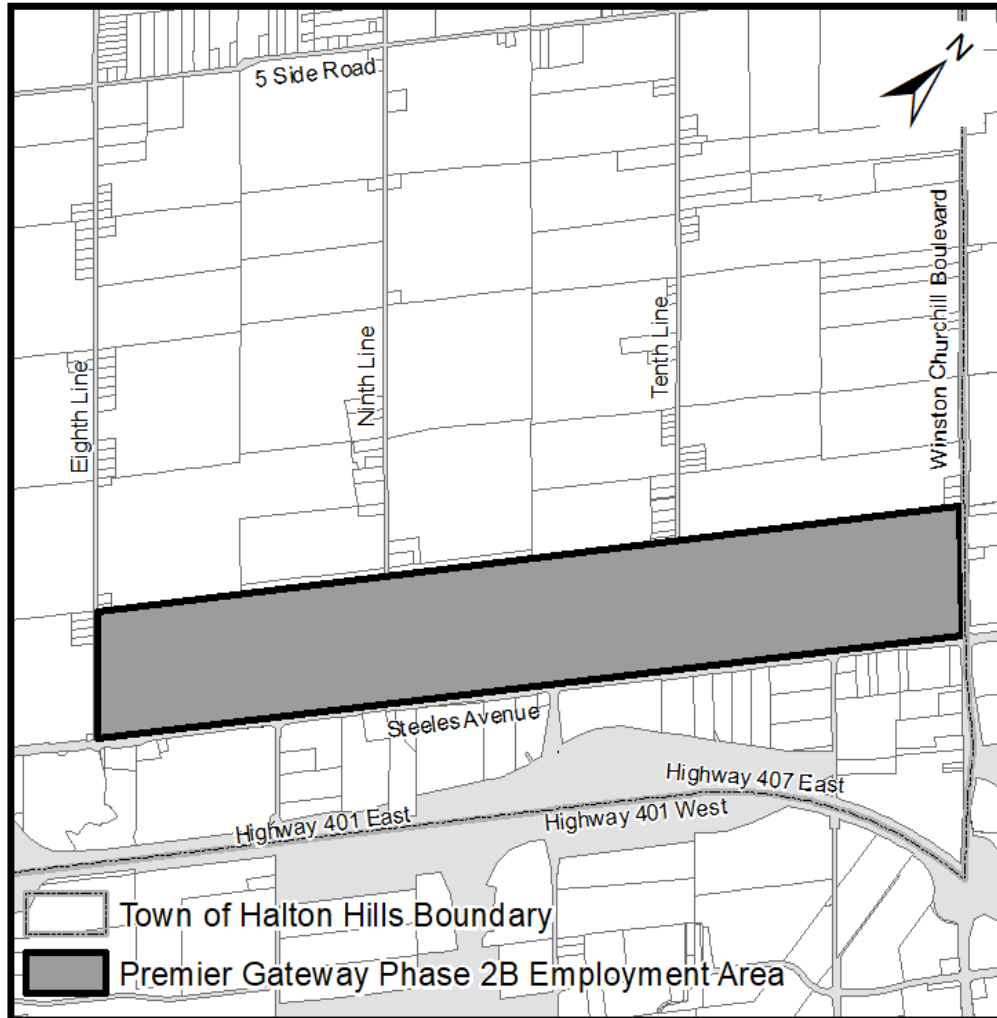 N
5 Side Road
Winston Churchill Boulevard
Tenth Line
Ninth Line
Eighth Line
Steeles Avenue
Highway 407 East
Highway 401 East
Highway 401 West
Town of Halton Hills Boundary
Premier Gateway Phase 2B Employment Area